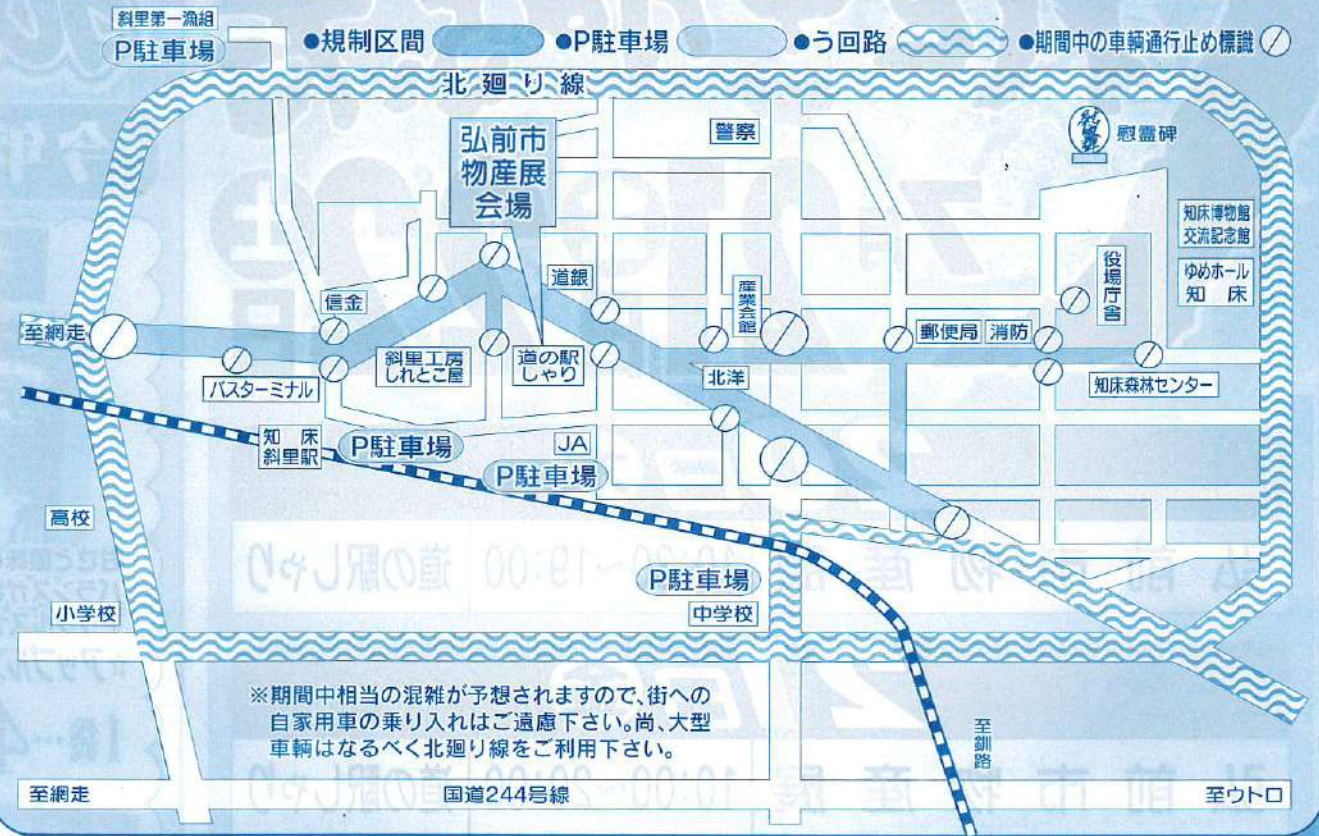 斜里第一漁組
P駐車場
●規制区間
●P駐車場
●う回路
●期間中の車輌通行止め標識
北廻り線
弘前市
物産展
会場
警察
慰霊碑
知床博物館
交流記念館
ゆめホール
知床
役場庁舎
道銀
産業会館
信金
至網走
郵便局
消防
斜里工房
しれとこ屋
道の駅
しゃり
北洋
バスターミナル
知床森林センター
知床
斜里駅
P駐車場
JA
P駐車場
高校
P駐車場
小学校
中学校
※期間中相当の混雑が予想されますので、街への
自家用車の乗り入れはご遠慮下さい。尚、大型
車輌はなるべく北廻り線をご利用下さい。
至釧路
至網走
国道244号線
至ウトロ